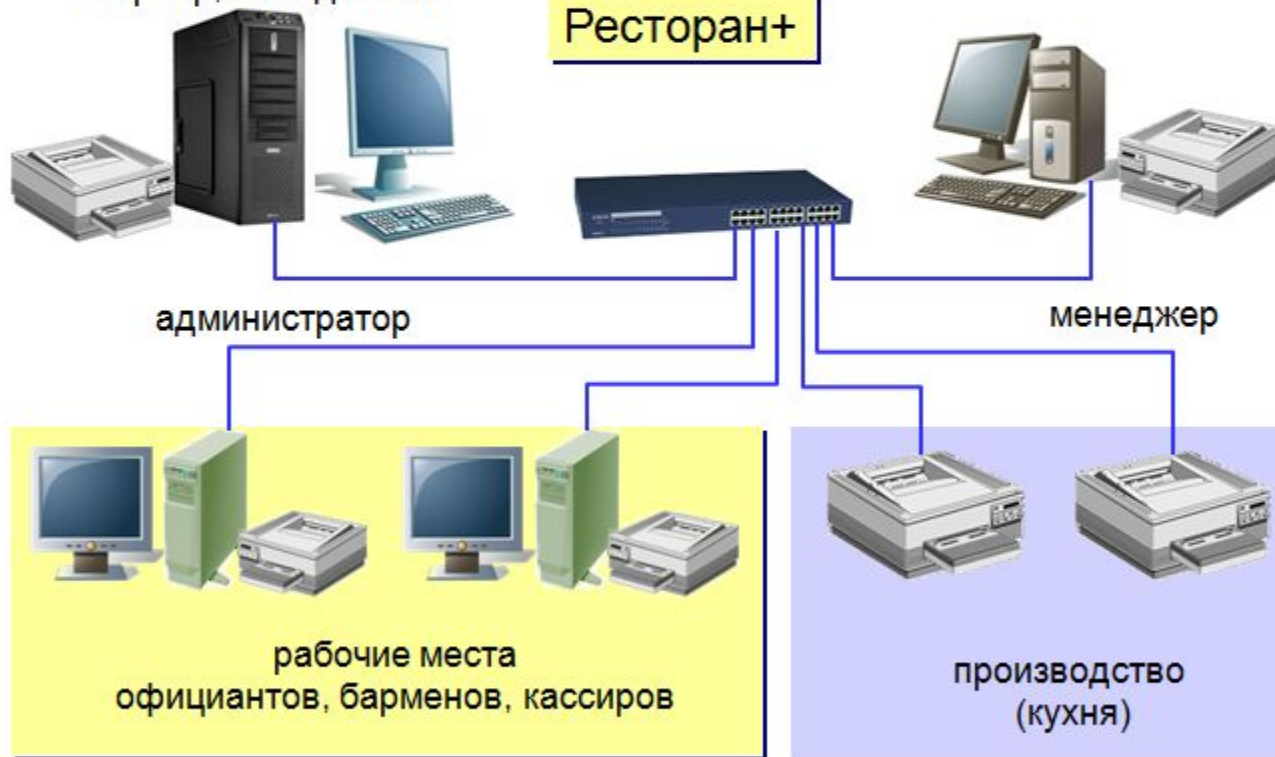 Ресторан+
администратор
менеджер
рабочие места
официантов, барменов, кассиров
производство
(кухня)